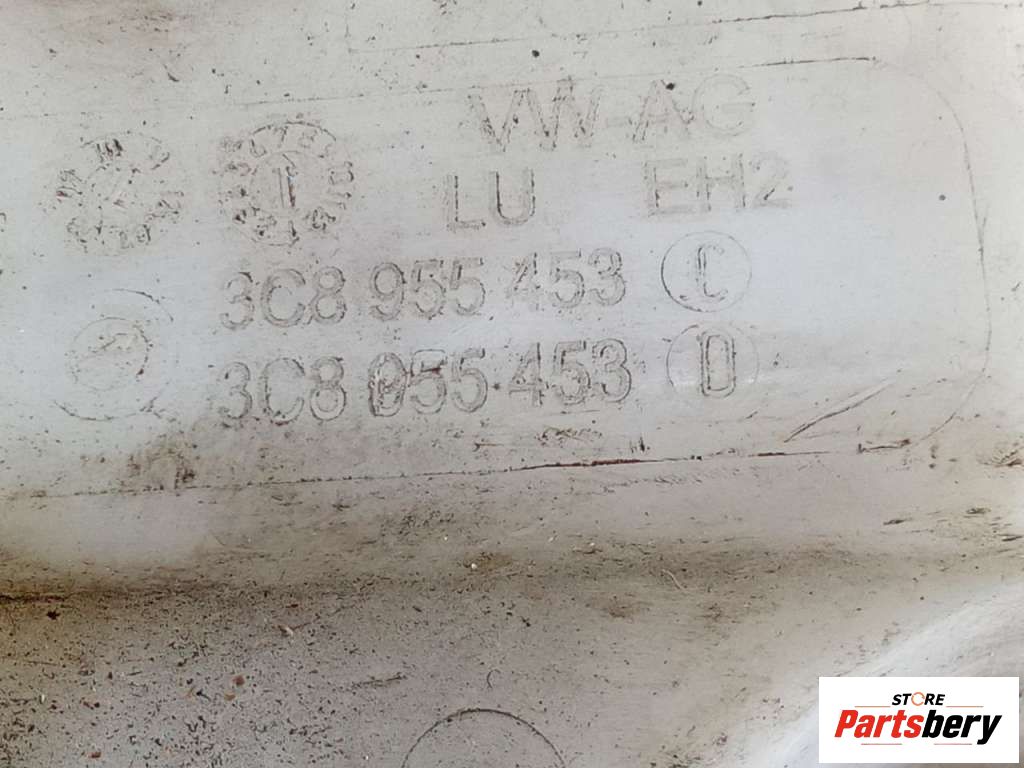 VW-AG
LU EH2
3C8 955 453 C
3C8 955 453 D
STORE
Partsbery